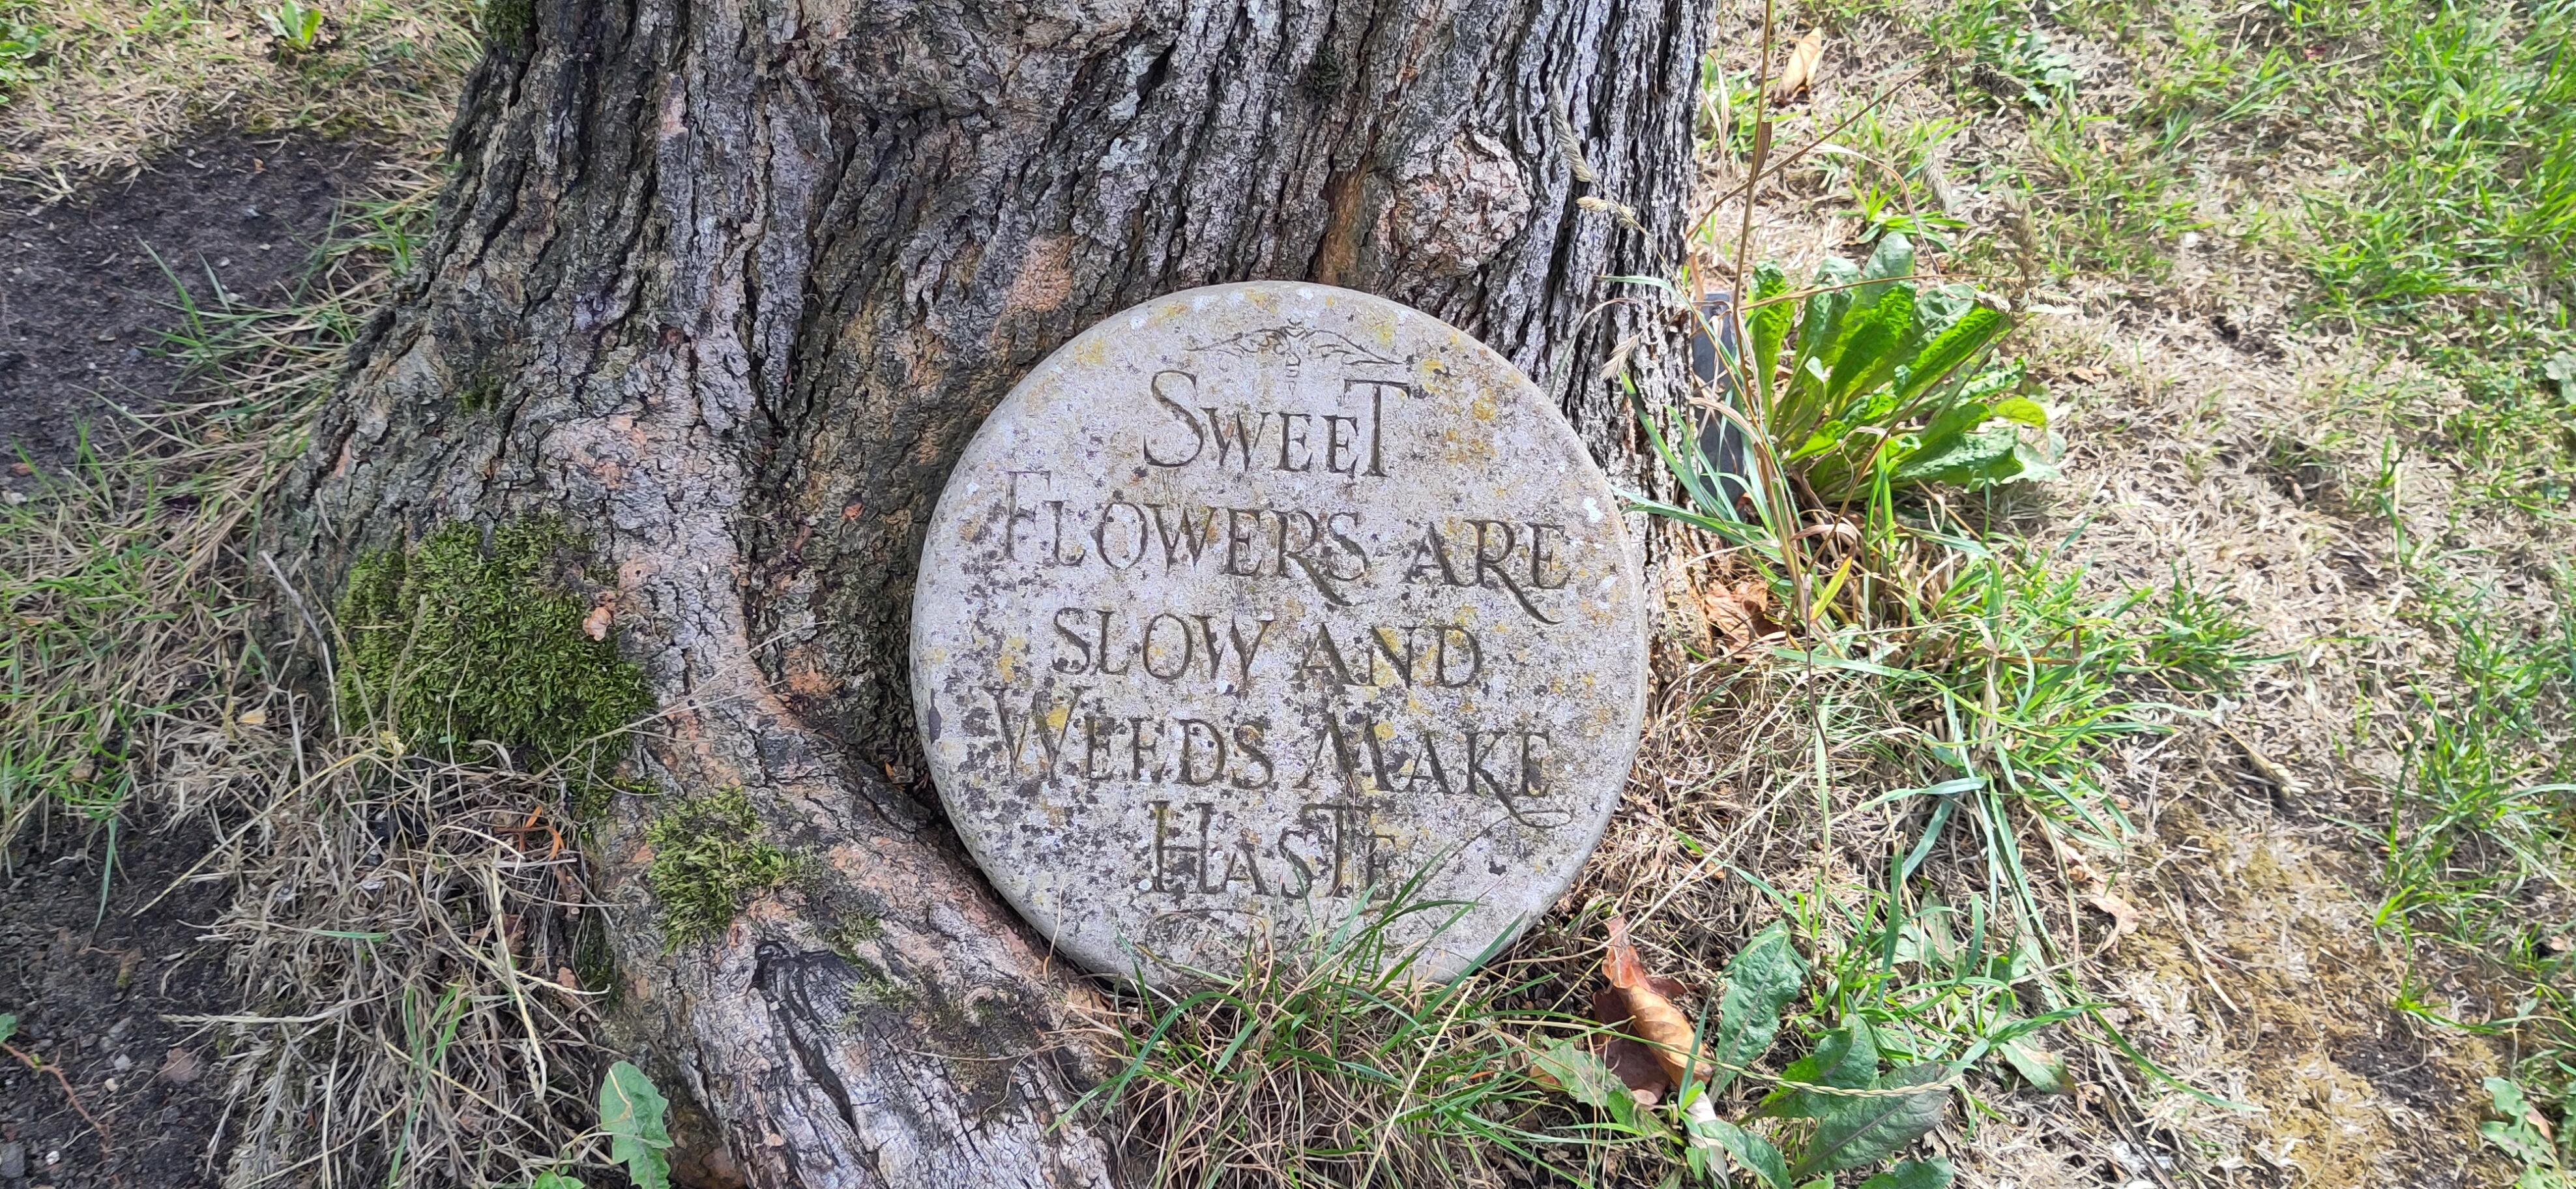 SWEET
FLOWERS ARE
SLOW AND
WEEDS MAKE
HASTE